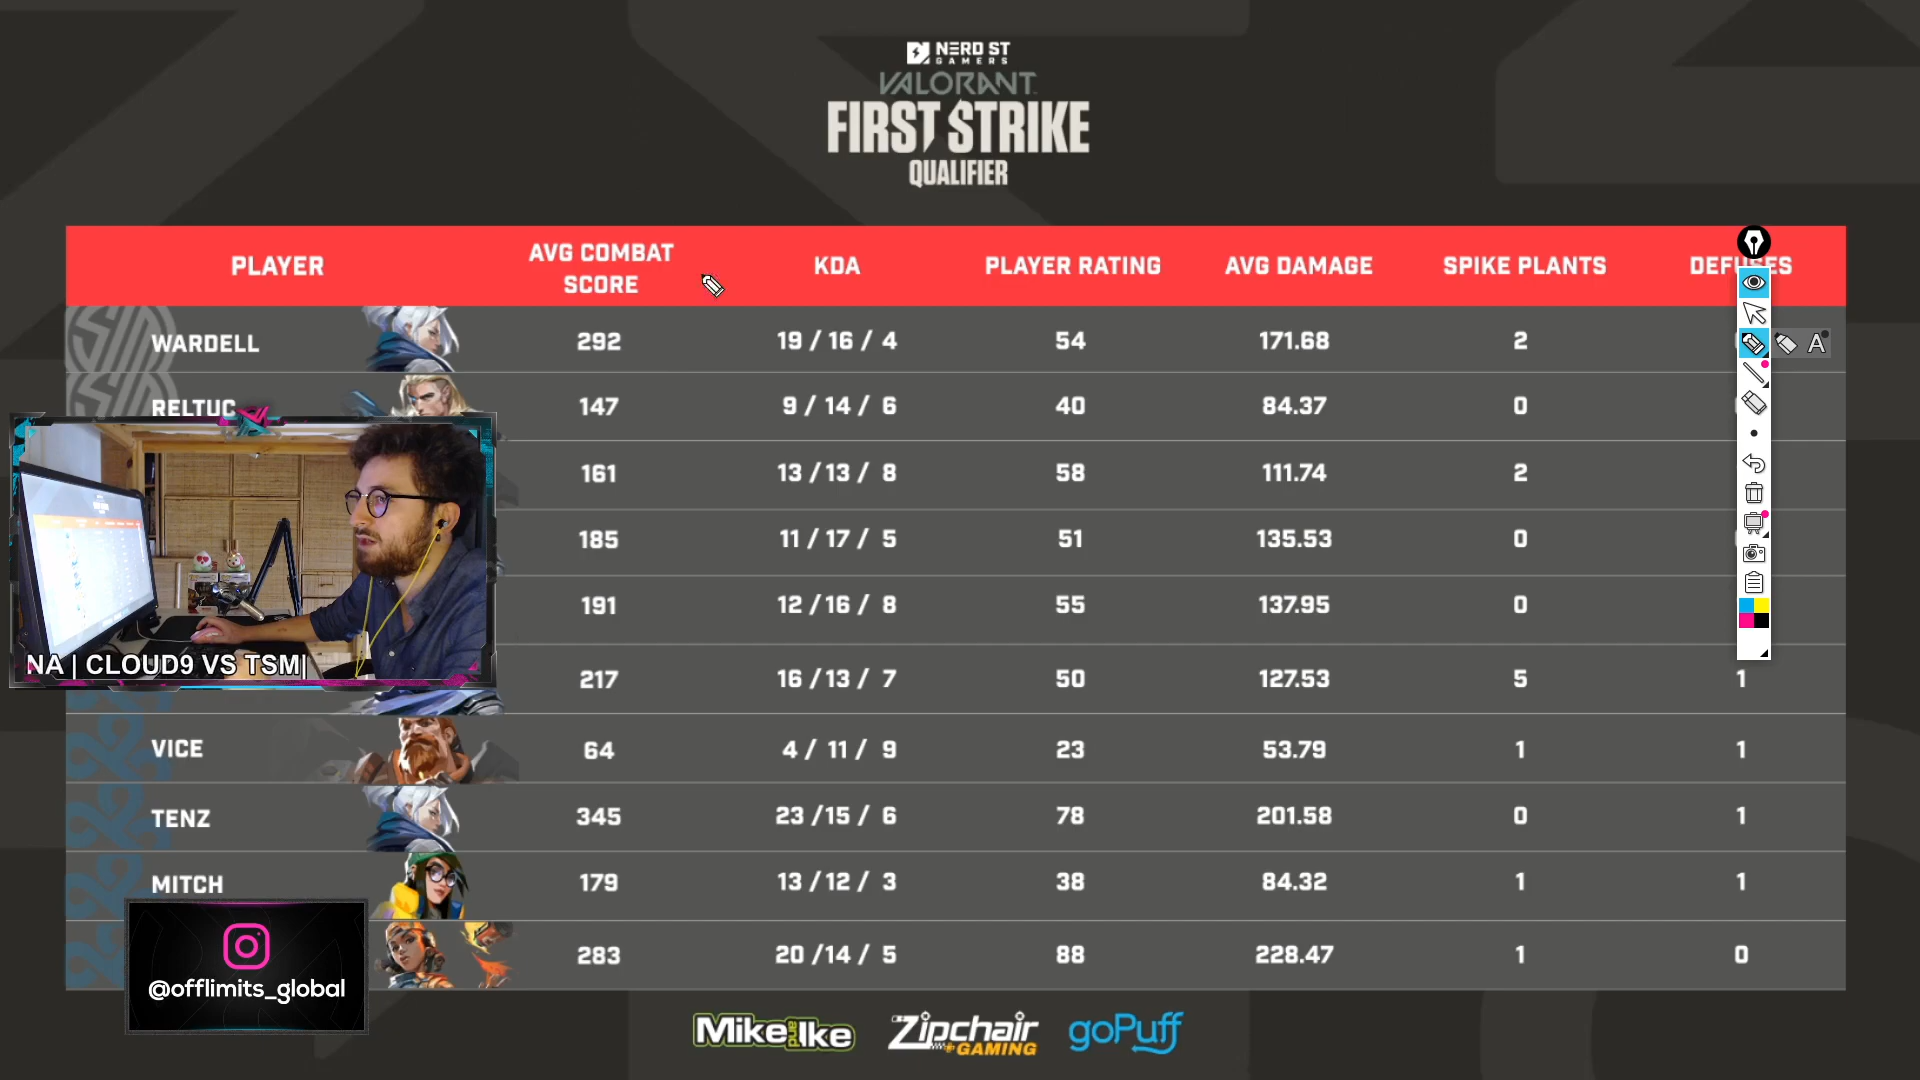 NERD ST
GAMERS
VALORANT
FIRST STRIKE
QUALIFIER
PLAYER AVG COMBAT SCORE KDA PLAYER RATING AVG DAMAGE SPIKE PLANTS DEFUSES
WARDELL 292 19 / 16 / 4 54 171.68 2
RELTUC 147 9 / 14 / 6 40 84.37 0
161 13 / 13 / 8 58 111.74 2
185 11 / 17 / 5 51 135.53 0
191 12 / 16 / 8 55 137.95 0
217 16 / 13 / 7 50 127.53 5 1
VICE 64 4 / 11 / 9 23 53.79 1 1
TENZ 345 23 / 15 / 6 78 201.58 0 1
MITCH 179 13 / 12 / 3 38 84.32 1 1
283 20 / 14 / 5 88 228.47 1 0
NA | CLOUD9 VS TSM|
@offlimits_global
A
Mike and Ike
Zipchair GAMING
goPuff